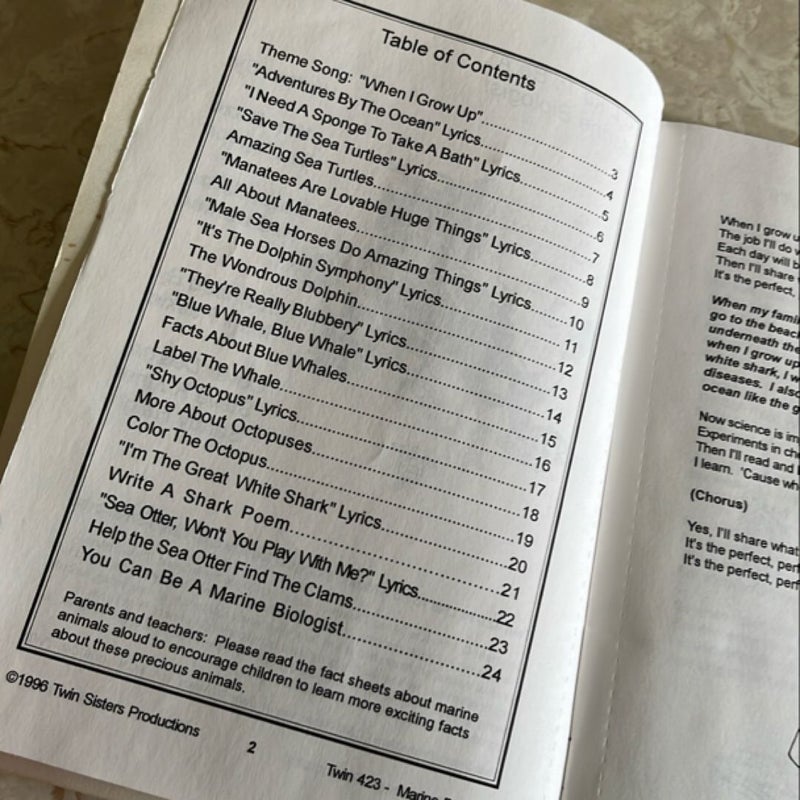 Table of Contents
Theme Song: "When I Grow Up"..........3
"Adventures By The Ocean" Lyrics..........4
"I Need A Sponge To Take A Bath" Lyrics..........5
"Save The Sea Turtles" Lyrics..........6
Amazing Sea Turtles..........7
"Manatees Are Lovable Huge Things" Lyrics..........8
All About Manatees..........9
"Male Sea Horses Do Amazing Things" Lyrics..........10
"It's The Dolphin Symphony" Lyrics..........11
The Wondrous Dolphin..........12
"They're Really Blubbery" Lyrics..........13
"Blue Whale, Blue Whale" Lyrics..........14
Facts About Blue Whales..........15
Label The Whale..........16
"Shy Octopus" Lyrics..........17
More About Octopuses..........18
Color The Octopus..........19
"I'm The Great White Shark" Lyrics..........20
Write A Shark Poem..........21
"Sea Otter, Won't You Play With Me?" Lyrics..........22
Help the Sea Otter Find The Clams..........23
You Can Be A Marine Biologist..........24
Parents and teachers: Please read the fact sheets about marine
animals aloud to encourage children to learn more exciting facts
about these precious animals.
©1996 Twin Sisters Productions
2
Twin 423 - Marine
When I grow
The job I'll do
Each day will
Then I'll share
It's the perfect,
When my
go to the
underneath the
when I grow up
white shark, I
diseases. I
ocean like the
Now science is
Experiments in
Then I'll read and
I learn. 'Cause
(Chorus)
Yes, I'll share what
It's the perfect,
It's the perfect,